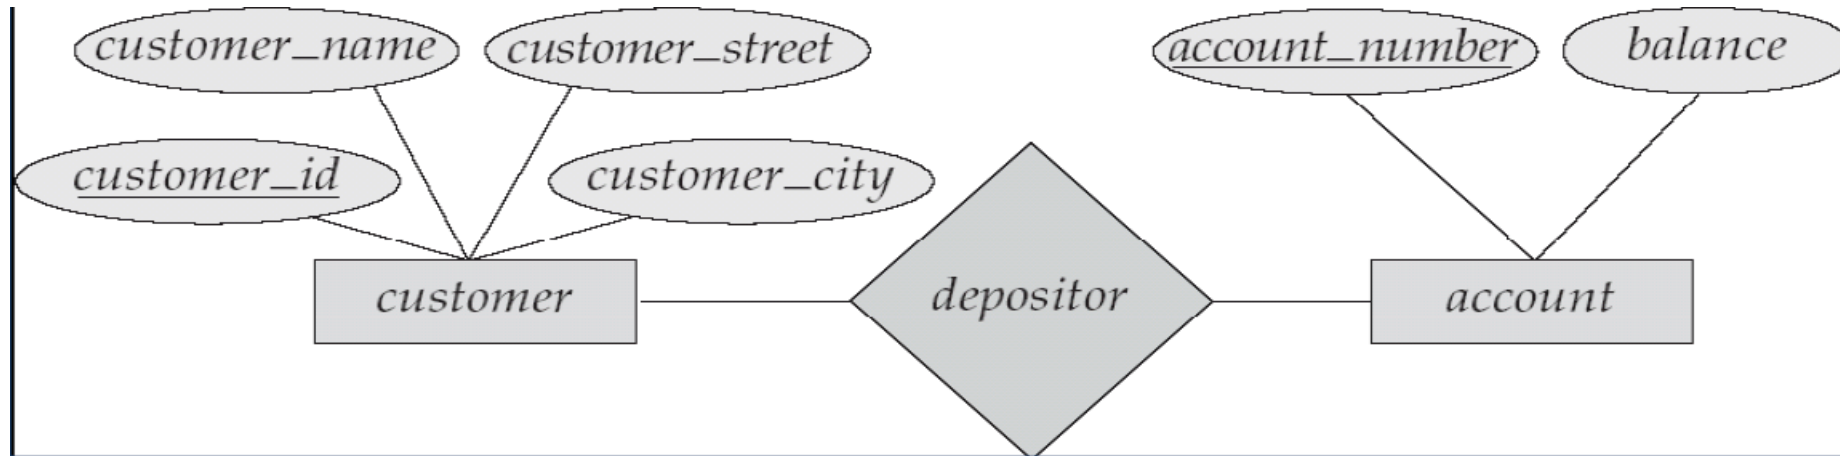 customer_name
customer_street
account_number
balance
customer_id
customer_city
customer
depositor
account